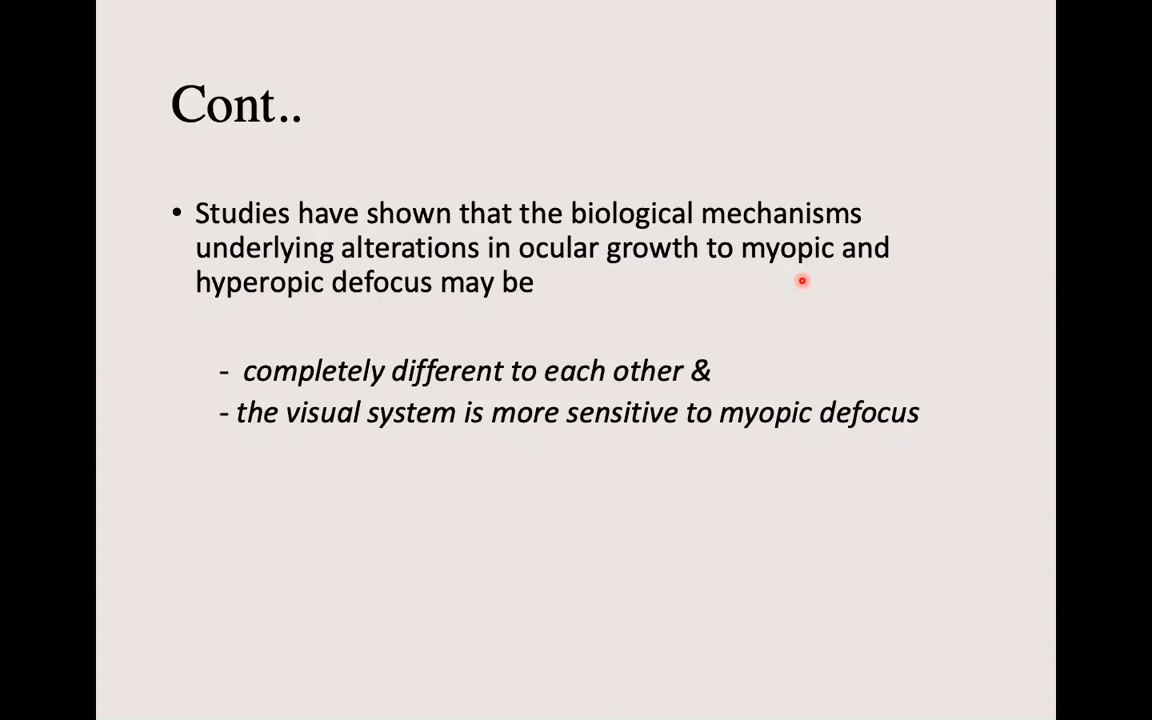 Cont..
• Studies have shown that the biological mechanisms
underlying alterations in ocular growth to myopic and
hyperopic defocus may be
- completely different to each other &
- the visual system is more sensitive to myopic defocus